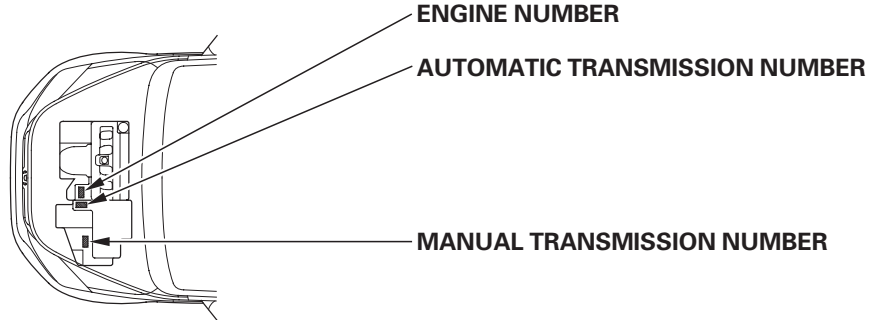 ENGINE NUMBER
AUTOMATIC TRANSMISSION NUMBER
MANUAL TRANSMISSION NUMBER